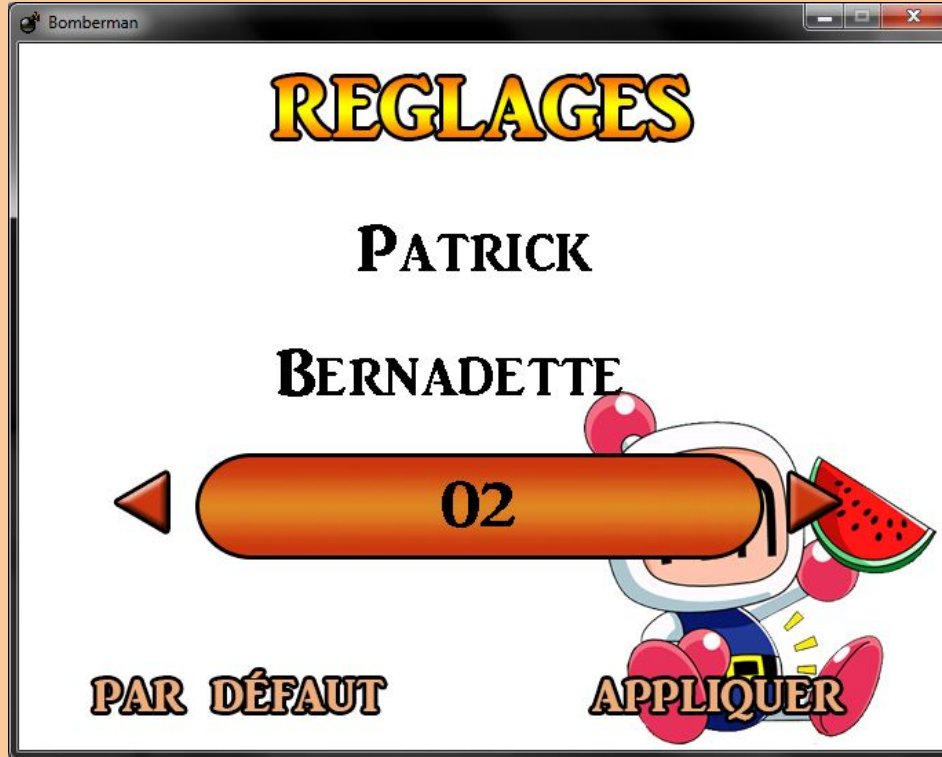 Bomberman
REGLAGES
PATRICK
BERNADETTE
02
PAR DÉFAUT APPLIQUER